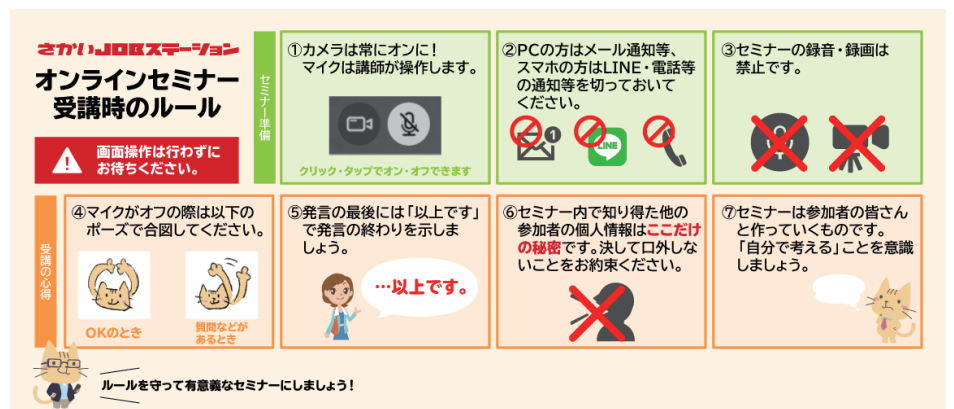 さかいJOBステーション
オンラインセミナー
受講時のルール
画面操作は行わずに
お待ちください。
セミナー準備
①カメラは常にオンに！
マイクは講師が操作します。
クリック・タップでオン・オフできます
②PCの方はメール通知等、
スマホの方はLINE・電話等
の通知等を切っておいて
ください。
1
LINE
③セミナーの録音・録画は
禁止です。
受講の心得
④マイクがオフの際は以下の
ポーズで合図してください。
OKのとき
質問などが
あるとき
⑤発言の最後には「以上です」
で発言の終わりを示しま
しょう。
…以上です。
⑥セミナー内で知り得た他の
参加者の個人情報はここだけ
の秘密です。決して口外しな
いことをお約束ください。
⑦セミナーは参加者の皆さん
と作っていくものです。
「自分で考える」ことを意識
しましょう。
ルールを守って有意義なセミナーにしましょう！